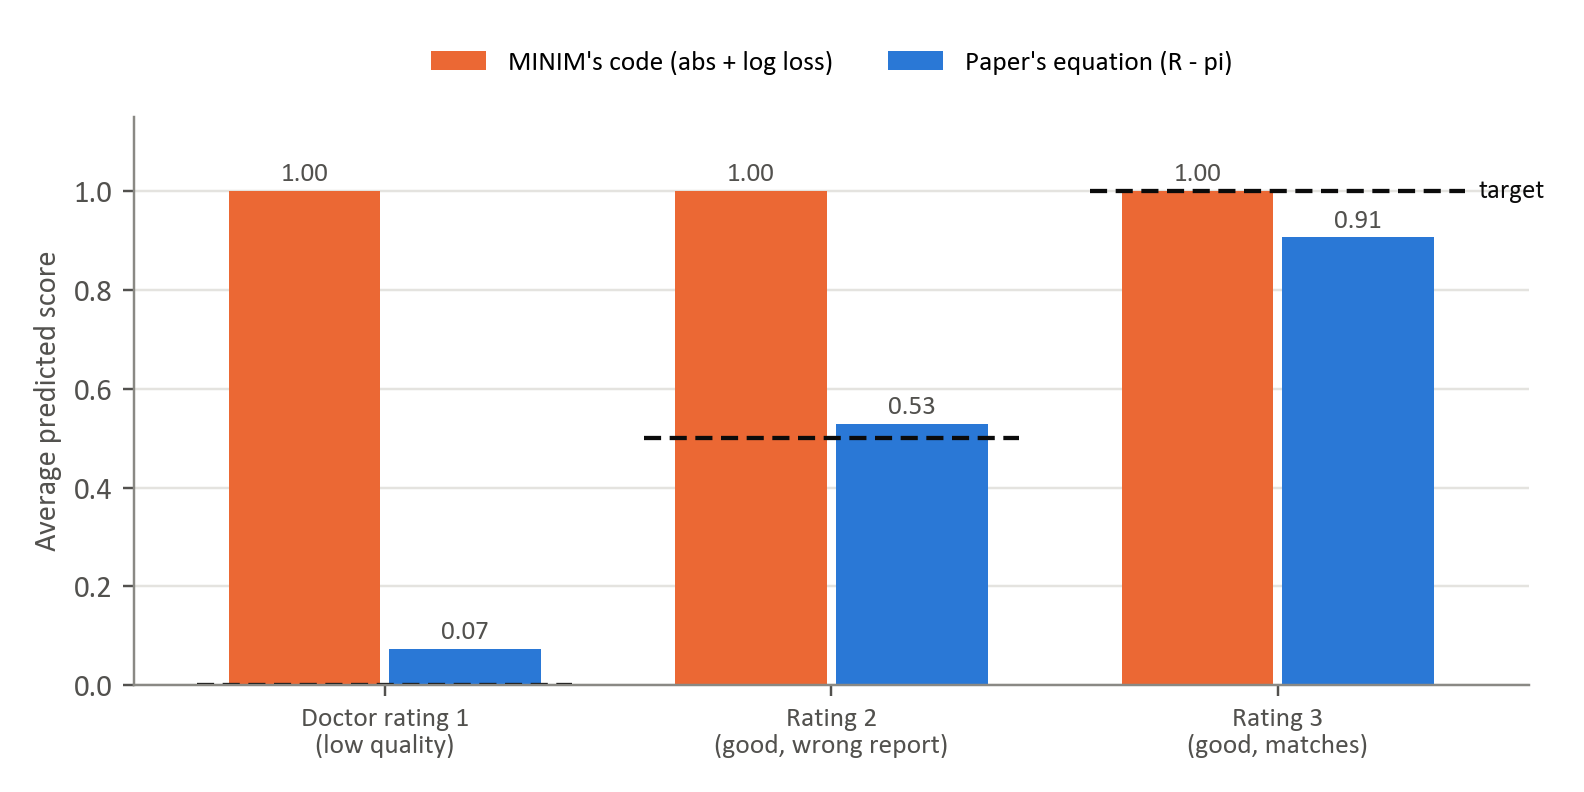 MINIM's code (abs + log loss)
Paper's equation (R - pi)
Average predicted score
1.0
0.8
0.6
0.4
0.2
0.0
1.00
0.07
1.00
0.53
1.00
0.91
target
Doctor rating 1
(low quality)
Rating 2
(good, wrong report)
Rating 3
(good, matches)